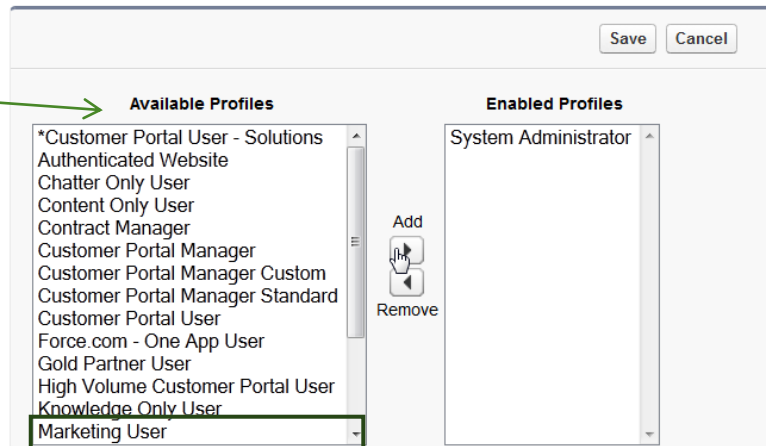 Save Cancel
Available Profiles Enabled Profiles
*Customer Portal User - Solutions
Authenticated Website
Chatter Only User
Content Only User
Contract Manager
Customer Portal Manager
Customer Portal Manager Custom
Customer Portal Manager Standard
Customer Portal User
Force.com - One App User
Gold Partner User
High Volume Customer Portal User
Knowledge Only User
Marketing User
Add
Remove
System Administrator